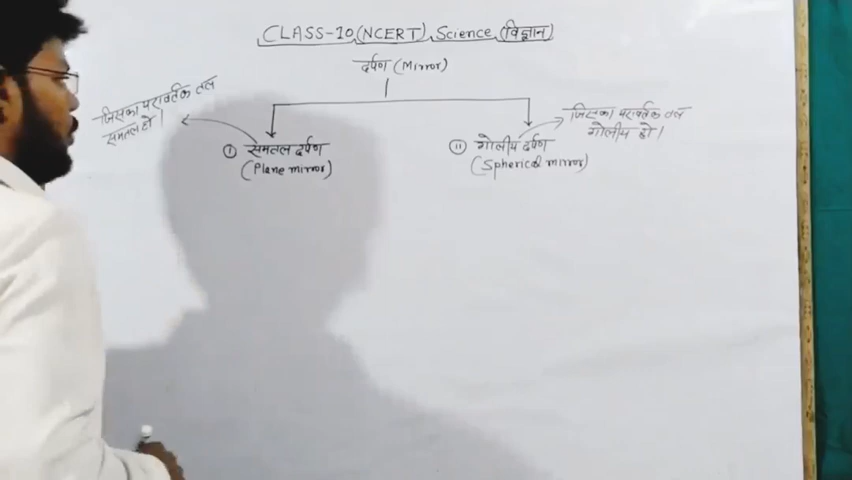 CLASS-10 (NCERT), Science (विज्ञान)
दर्पण (Mirror)
जिसका परावर्तक तल
समतल हो।
जिसका परावर्तक तल
गोलीय हो।
(i) समतल दर्पण
(Plane mirror)
(ii) गोलीय दर्पण
(Spherical mirror)